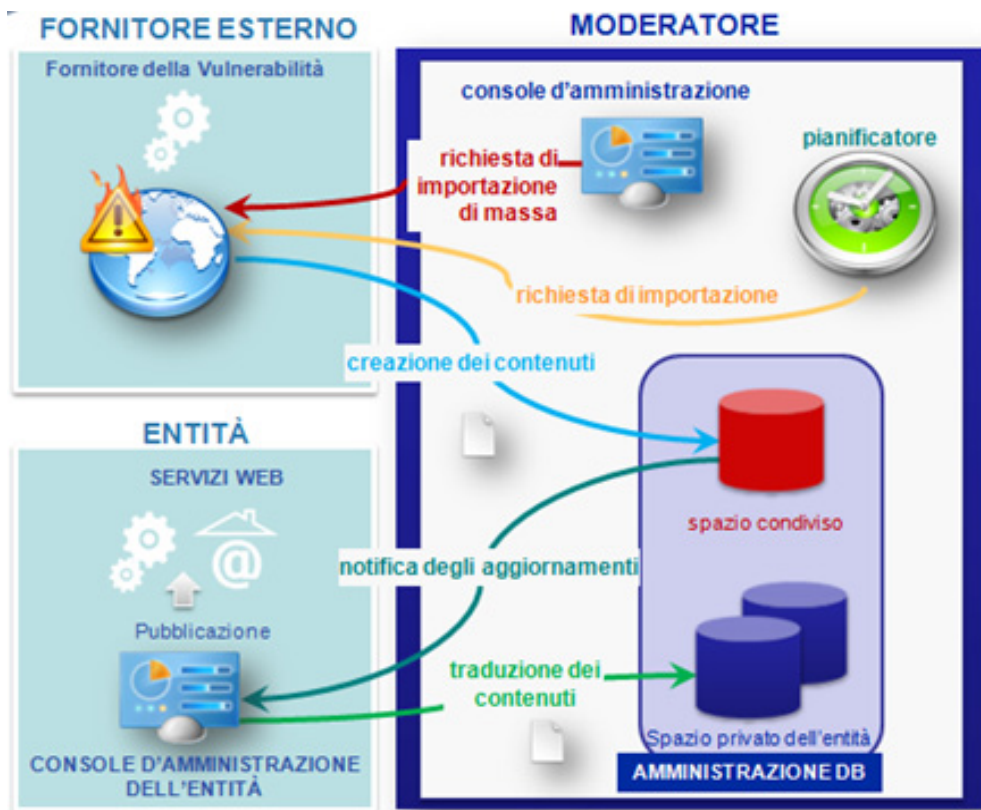 FORNITORE ESTERNO
Fornitore della Vulnerabilità
MODERATORE
console d'amministrazione
pianificatore
richiesta di
importazione
di massa
richiesta di importazione
creazione dei contenuti
spazio condiviso
ENTITÀ
SERVIZI WEB
@
notifica degli aggiornamenti
Pubblicazione
traduzione dei
contenuti
CONSOLE D'AMMINISTRAZIONE
DELL'ENTITÀ
Spazio privato dell'entità
AMMINISTRAZIONE DB